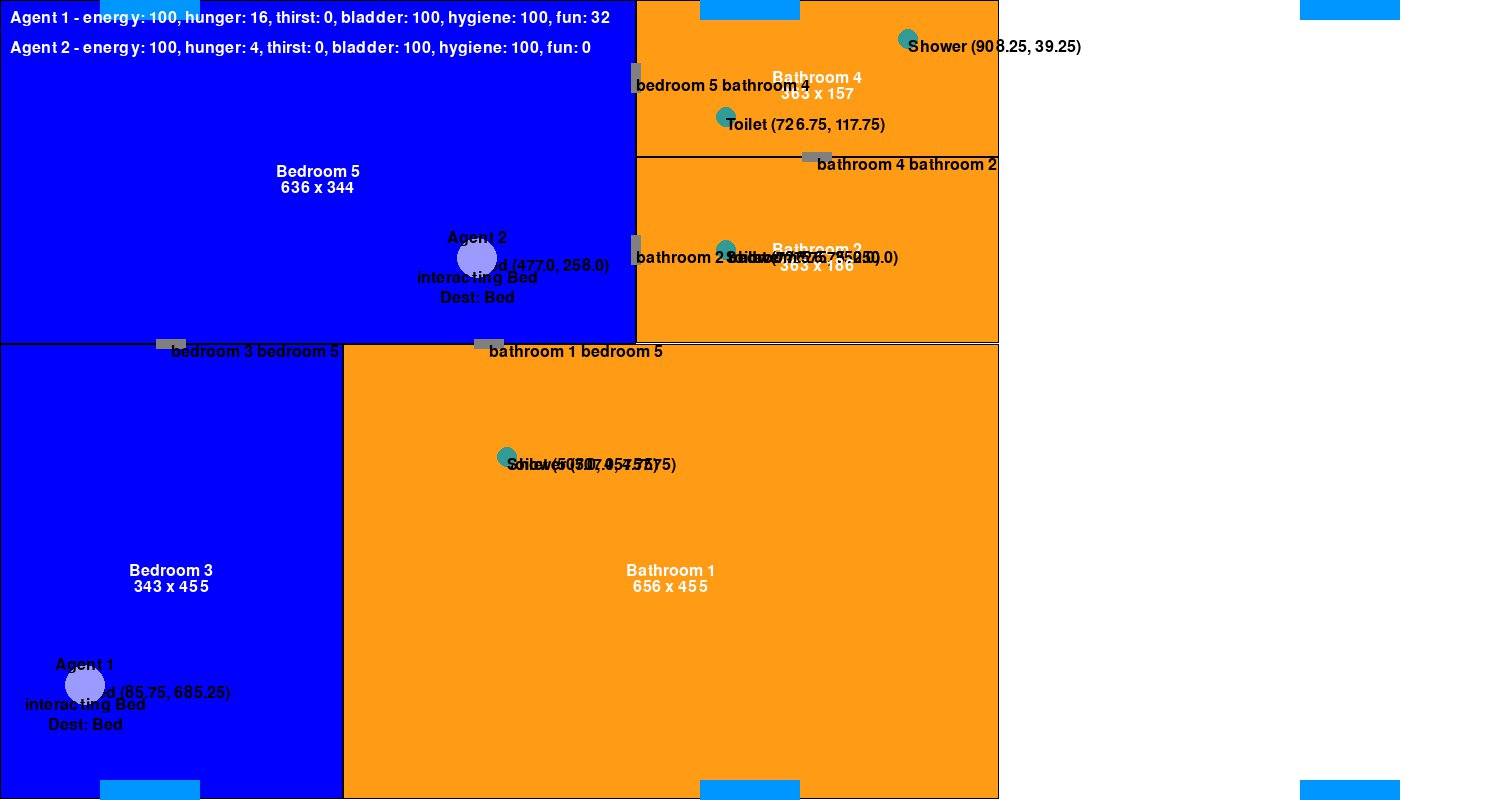 Agent 1 - energy: 100, hunger: 16, thirst: 0, bladder: 100, hygiene: 100, fun: 32
Agent 2 - energy: 100, hunger: 4, thirst: 0, bladder: 100, hygiene: 100, fun: 0
Shower (908.25, 39.25)
Bathroom 4
363 x 157
bedroom 5 bathroom 4
Toilet (726.75, 117.75)
bathroom 4 bathroom 2
Bedroom 5
636 x 344
Agent 2
(477.0, 258.0)
interacting Bed
Dest: Bed
Bathroom 2
363 x 186
bathroom 2
bedroom 3 bedroom 5
bathroom 1 bedroom 5
Bedroom 3
343 x 455
Bathroom 1
656 x 455
Agent 1
(85.75, 685.25)
interacting Bed
Dest: Bed